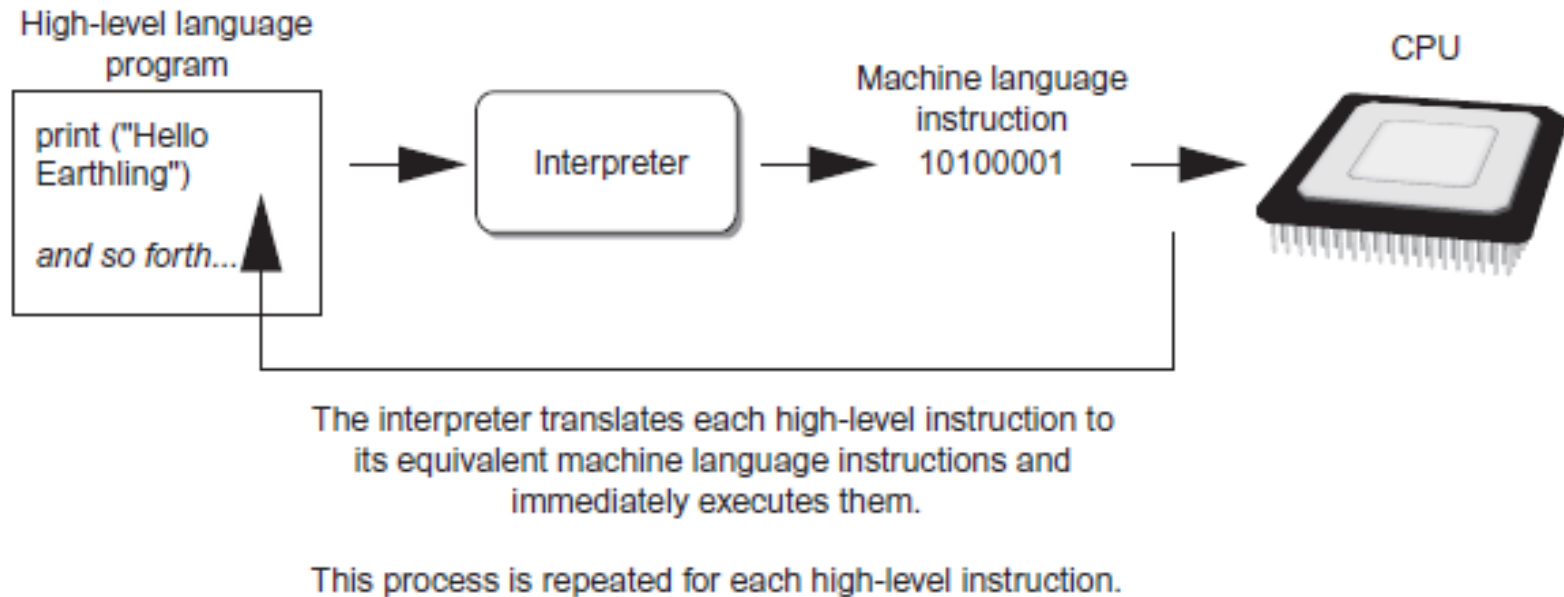 High-level language
program
print ("Hello
Earthling")
and so forth...
Interpreter
Machine language
instruction
10100001
CPU
The interpreter translates each high-level instruction to
its equivalent machine language instructions and
immediately executes them.
This process is repeated for each high-level instruction.